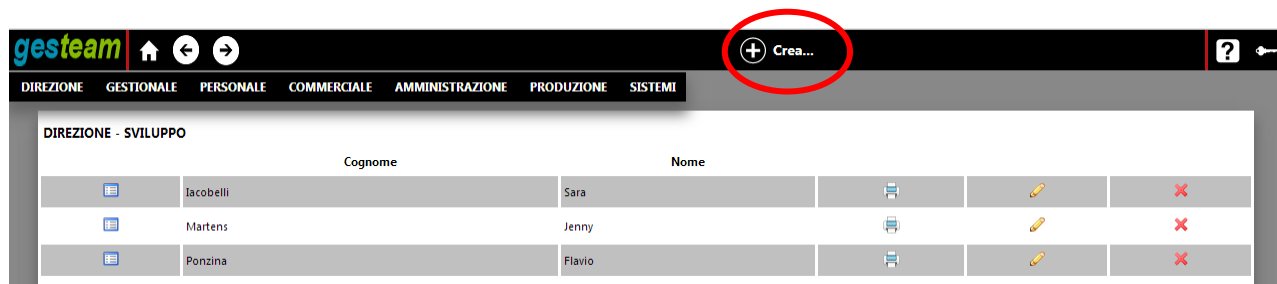 gesteam Crea... ?
DIREZIONE GESTIONALE PERSONALE COMMERCIALE AMMINISTRAZIONE PRODUZIONE SISTEMI
DIREZIONE - SVILUPPO
Cognome Nome
Iacobelli Sara
Martens Jenny
Ponzina Flavio